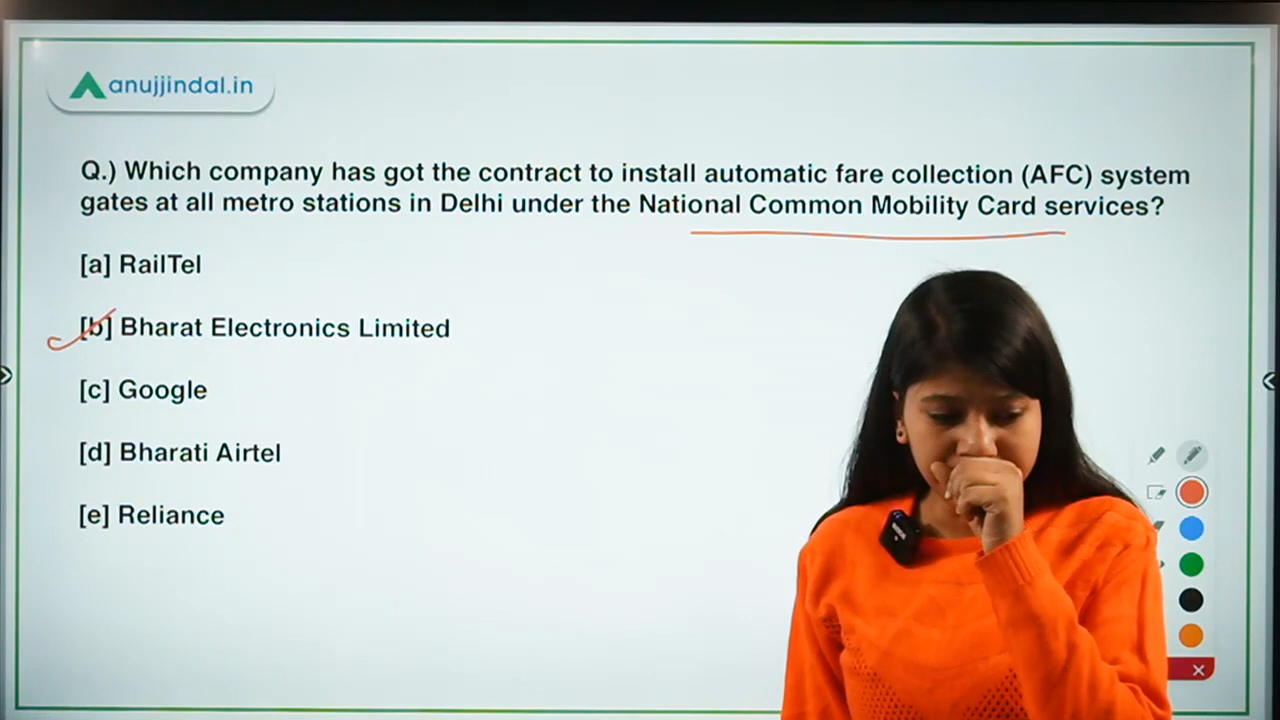 anujjindal.in
Q.) Which company has got the contract to install automatic fare collection (AFC) system
gates at all metro stations in Delhi under the National Common Mobility Card services?
[a] RailTel
[b] Bharat Electronics Limited
[c] Google
[d] Bharati Airtel
[e] Reliance